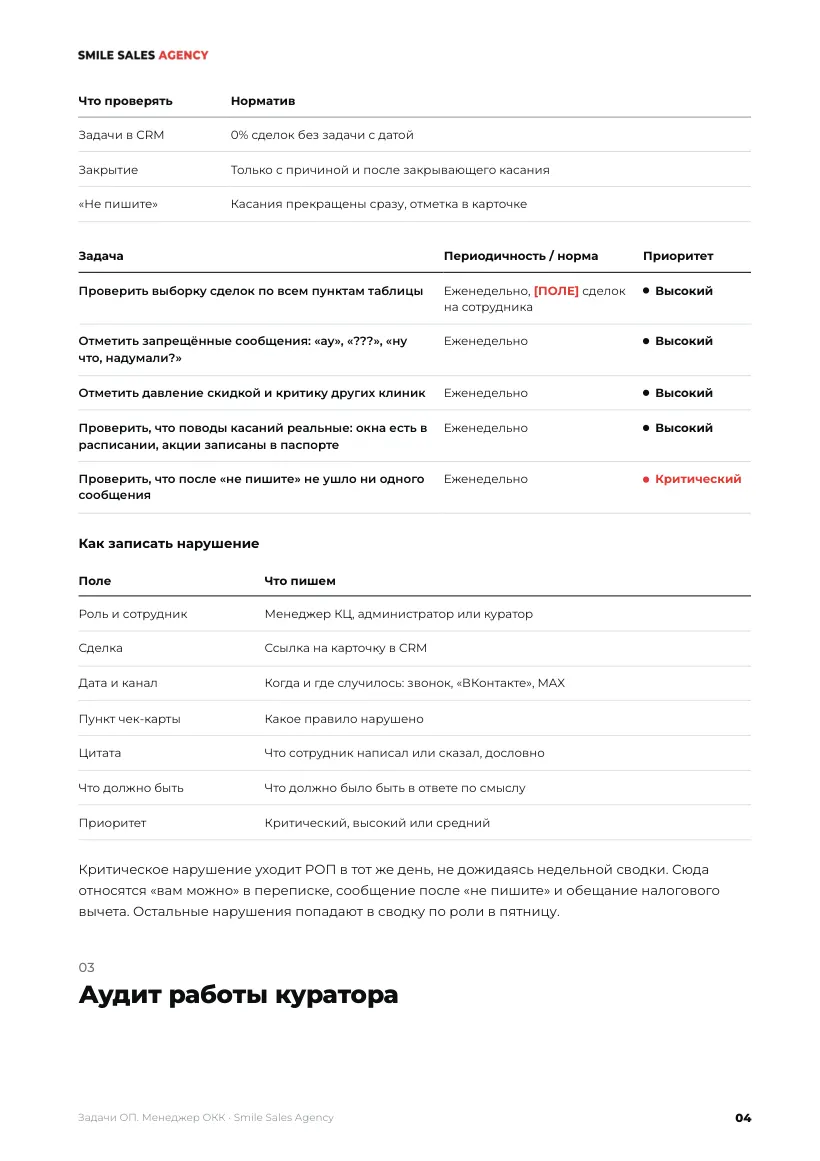 SMILE SALES AGENCY
Что проверять Норматив
Задачи в CRM 0% сделок без задачи с датой
Закрытие Только с причиной и после закрывающего касания
«Не пишите» Касания прекращены сразу, отметка в карточке
Задача Периодичность / норма Приоритет
Проверить выборку сделок по всем пунктам таблицы Еженедельно, [ПОЛЕ] сделок • Высокий
на сотрудника
Отметить запрещённые сообщения: «ау», «???», «ну Еженедельно • Высокий
что, надумали?»
Отметить давление скидкой и критику других клиник Еженедельно • Высокий
Проверить, что поводы касаний реальные: окна есть в Еженедельно • Высокий
расписании, акции записаны в паспорте
Проверить, что после «не пишите» не ушло ни одного Еженедельно • Критический
сообщения
Как записать нарушение
Поле Что пишем
Роль и сотрудник Менеджер КЦ, администратор или куратор
Сделка Ссылка на карточку в CRM
Дата и канал Когда и где случилось: звонок, «ВКонтакте», MAX
Пункт чек-карты Какое правило нарушено
Цитата Что сотрудник написал или сказал, дословно
Что должно быть Что должно было быть в ответе по смыслу
Приоритет Критический, высокий или средний
Критическое нарушение уходит РОП в тот же день, не дожидаясь недельной сводки. Сюда
относятся «вам можно» в переписке, сообщение после «не пишите» и обещание налогового
вычета. Остальные нарушения попадают в сводку по роли в пятницу.
03
Аудит работы куратора
Задачи ОП. Менеджер ОКК · Smile Sales Agency 04